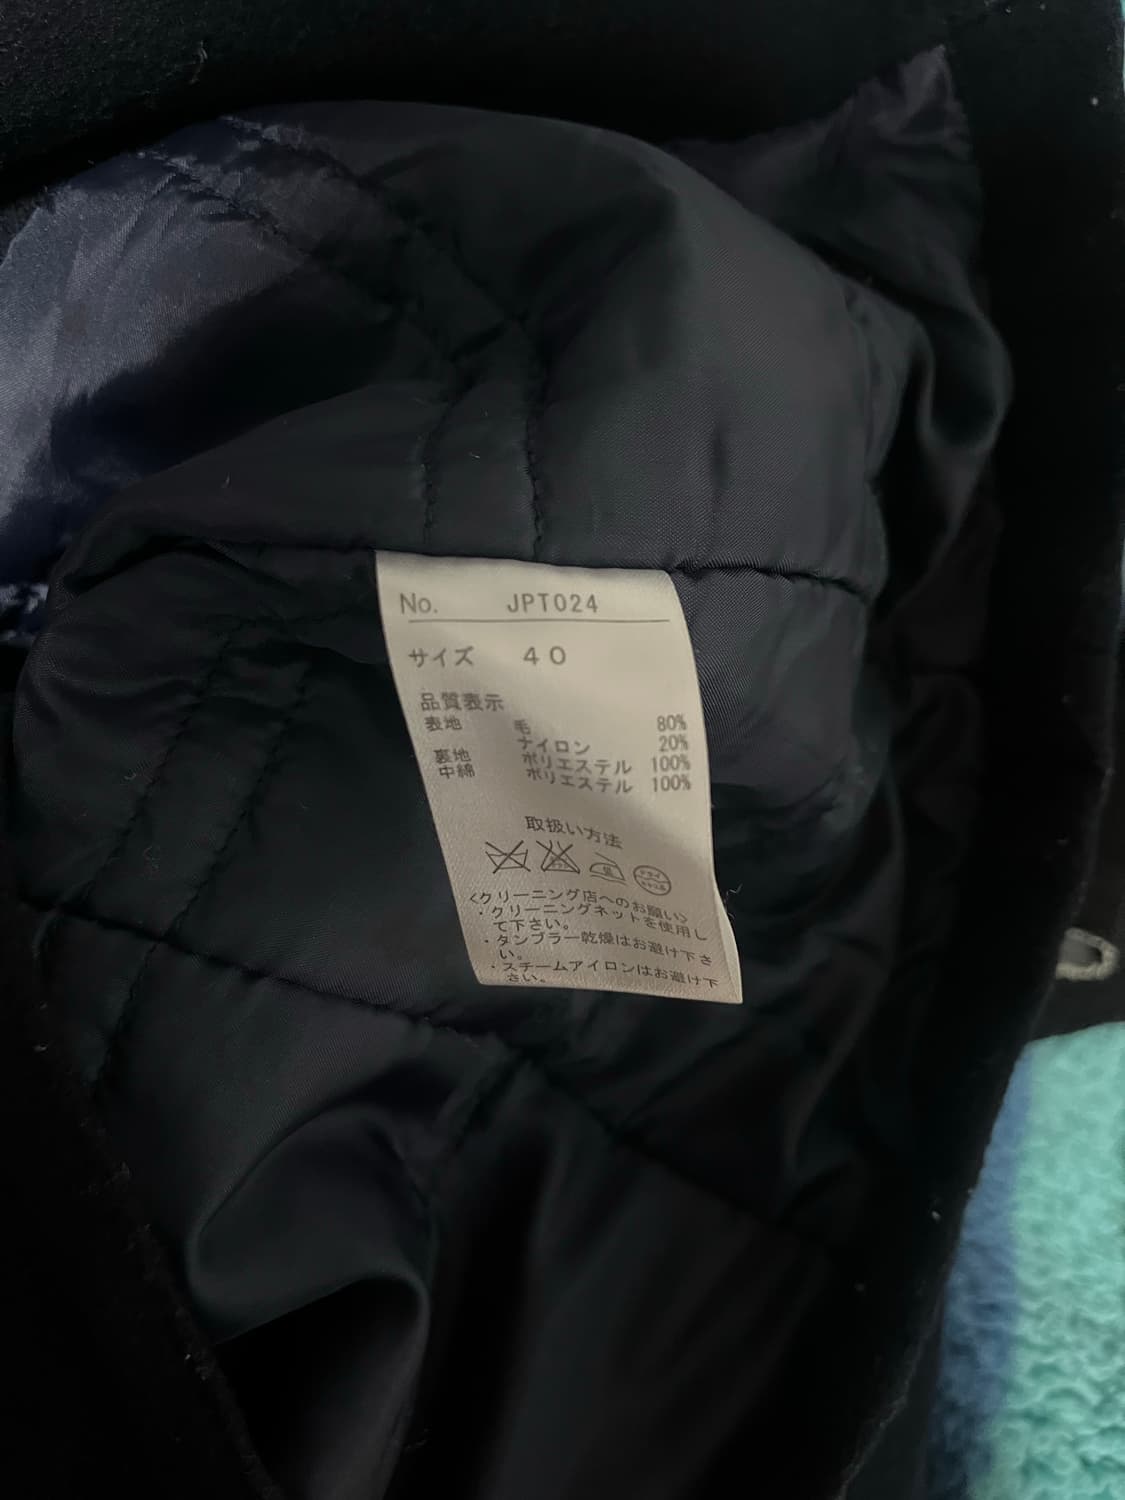 No. JPT024
サイズ 40
品質表示
表地 毛 80%
ナイロン 20%
裏地 ポリエステル 100%
中綿 ポリエステル 100%
取扱い方法
<クリーニング店へのお願い>
・クリーニングネットを使用し
て下さい。
・タンブラー乾燥はお避け下さ
い。
・スチームアイロンはお避け下
さい。